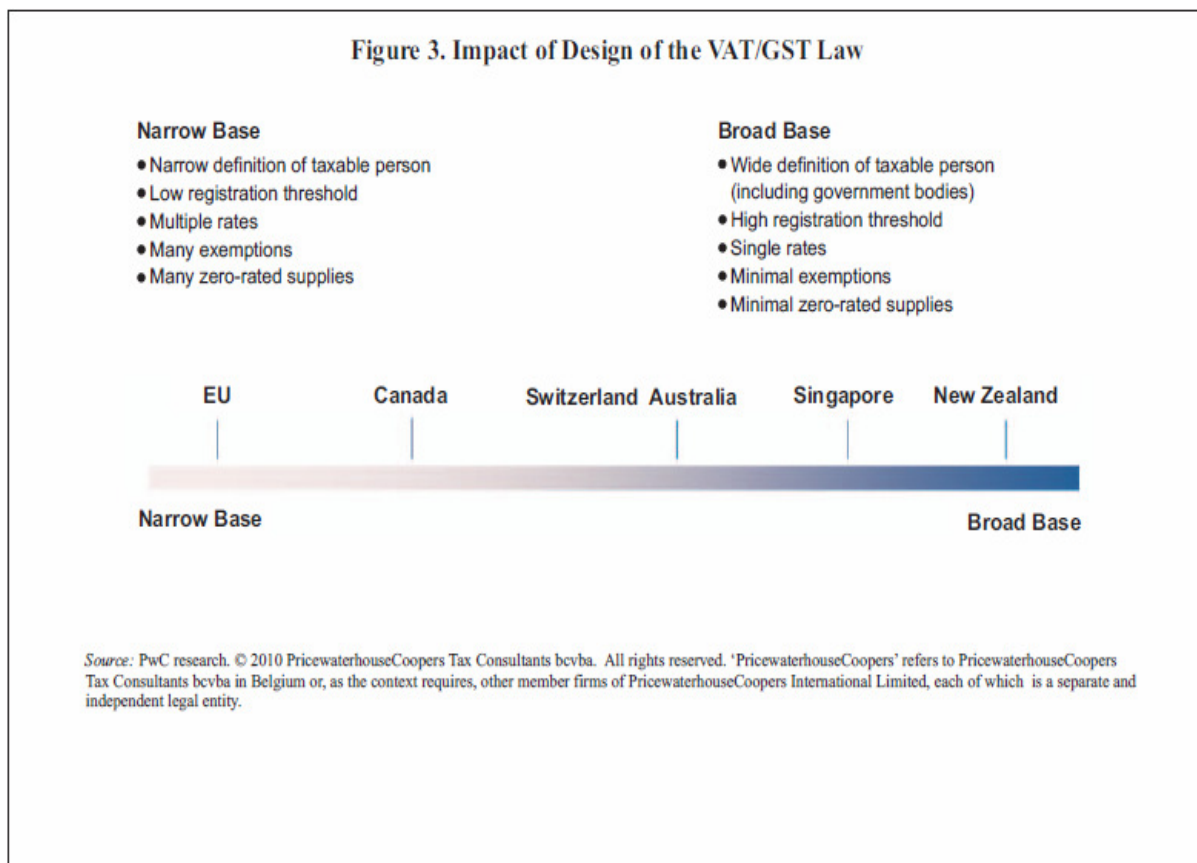 Figure 3. Impact of Design of the VAT/GST Law
Narrow Base
• Narrow definition of taxable person
• Low registration threshold
• Multiple rates
• Many exemptions
• Many zero-rated supplies
Broad Base
• Wide definition of taxable person
(including government bodies)
• High registration threshold
• Single rates
• Minimal exemptions
• Minimal zero-rated supplies
EU Canada Switzerland Australia Singapore New Zealand
Narrow Base Broad Base
Source: PwC research. © 2010 PricewaterhouseCoopers Tax Consultants bcvba. All rights reserved. 'PricewaterhouseCoopers' refers to PricewaterhouseCoopers
Tax Consultants bcvba in Belgium or, as the context requires, other member firms of PricewaterhouseCoopers International Limited, each of which is a separate and
independent legal entity.